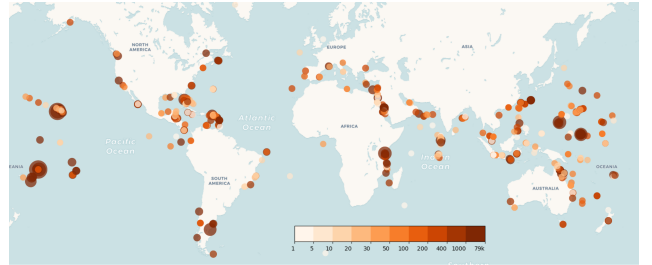 NORTH
AMERICA
EUROPE
ASIA
Atlantic
Ocean
AFRICA
Pacific
Ocean
Ocean
EANIA
OCEANIA
SOUTH
AMERICA
AUSTRALIA
1 5 10 20 30 50 100 200 400 1000 79k